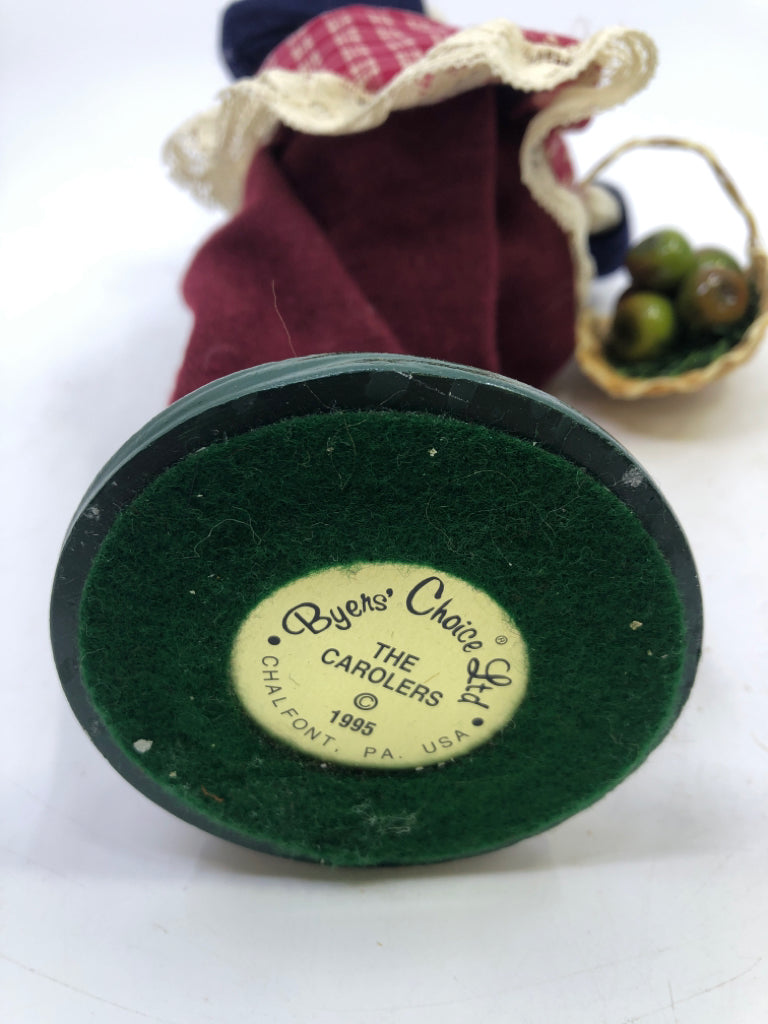 Byers' Choice Ltd ®
THE
CAROLERS
©
1995
• CHALFONT, PA. USA •